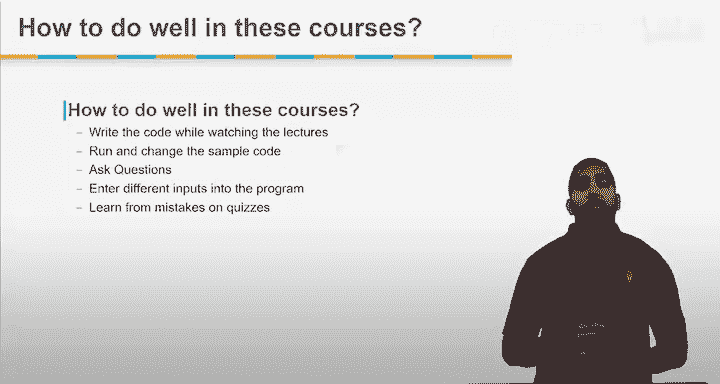 How to do well in these courses?
How to do well in these courses?
– Write the code while watching the lectures
– Run and change the sample code
– Ask Questions
– Enter different inputs into the program
– Learn from mistakes on quizzes